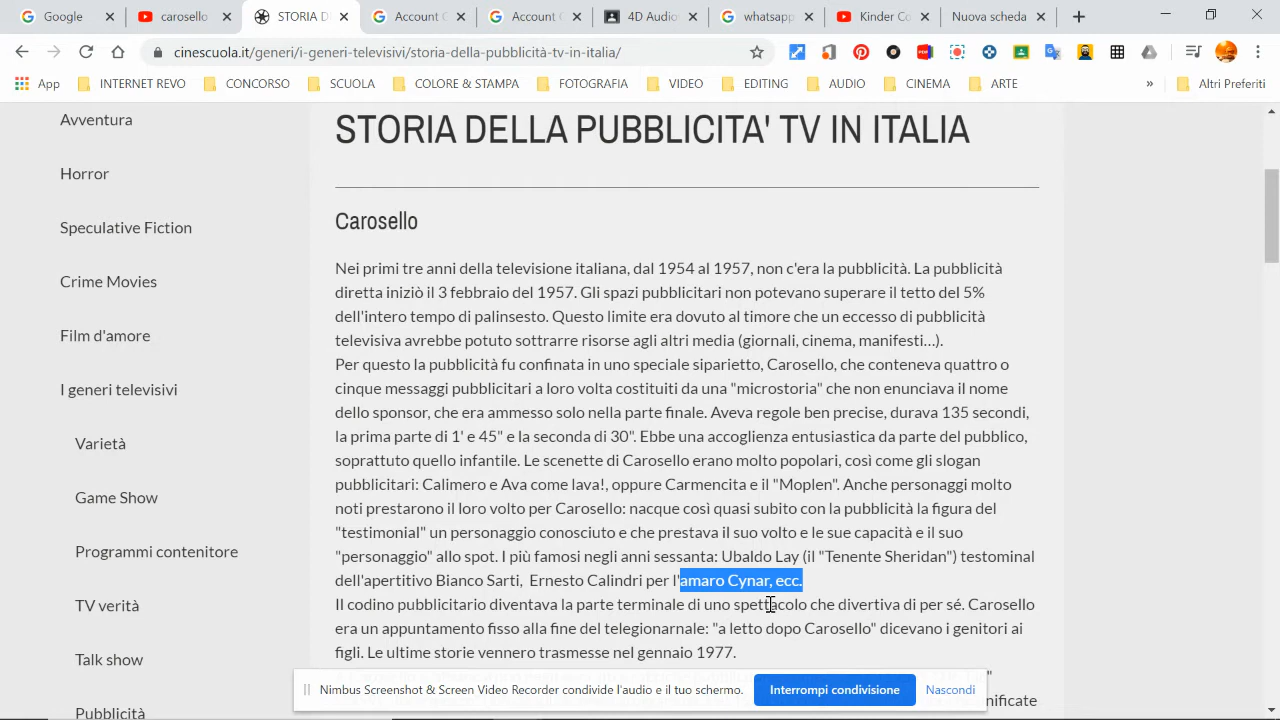 Google
carosello
STORIA D
Account C
Account C
4D Audio
whatsapp
Kinder Co
Nuova scheda
cinescuola.it/generi/i-generi-televisivi/storia-della-pubblicità-tv-in-italia/
App
INTERNET REVO
CONCORSO
SCUOLA
COLORE & STAMPA
FOTOGRAFIA
VIDEO
EDITING
AUDIO
CINEMA
ARTE
»
Altri Preferiti
Avventura
Horror
Speculative Fiction
Crime Movies
Film d'amore
I generi televisivi
Varietà
Game Show
Programmi contenitore
TV verità
Talk show
Pubblicità
STORIA DELLA PUBBLICITA' TV IN ITALIA
Carosello
Nei primi tre anni della televisione italiana, dal 1954 al 1957, non c'era la pubblicità. La pubblicità
diretta iniziò il 3 febbraio del 1957. Gli spazi pubblicitari non potevano superare il tetto del 5%
dell'intero tempo di palinsesto. Questo limite era dovuto al timore che un eccesso di pubblicità
televisiva avrebbe potuto sottrarre risorse agli altri media (giornali, cinema, manifesti...).
Per questo la pubblicità fu confinata in uno speciale siparietto, Carosello, che conteneva quattro o
cinque messaggi pubblicitari a loro volta costituiti da una "microstoria" che non enunciava il nome
dello sponsor, che era ammesso solo nella parte finale. Aveva regole ben precise, durava 135 secondi,
la prima parte di 1' e 45" e la seconda di 30". Ebbe una accoglienza entusiastica da parte del pubblico,
soprattuto quello infantile. Le scenette di Carosello erano molto popolari, così come gli slogan
pubblicitari: Calimero e Ava come lava!, oppure Carmencita e il "Moplen". Anche personaggi molto
noti prestarono il loro volto per Carosello: nacque così quasi subito con la pubblicità la figura del
"testimonial" un personaggio conosciuto e che prestava il suo volto e le sue capacità e il suo
"personaggio" allo spot. I più famosi negli anni sessanta: Ubaldo Lay (il "Tenente Sheridan") testominal
dell'apertitivo Bianco Sarti, Ernesto Calindri per l'amaro Cynar, ecc.
Il codino pubblicitario diventava la parte terminale di uno spettacolo che divertiva di per sé. Carosello
era un appuntamento fisso alla fine del telegionarnale: "a letto dopo Carosello" dicevano i genitori ai
figli. Le ultime storie vennero trasmesse nel gennaio 1977.
Nimbus Screenshot & Screen Video Recorder condivide l'audio e il tuo schermo.
Interrompi condivisione
Nascondi